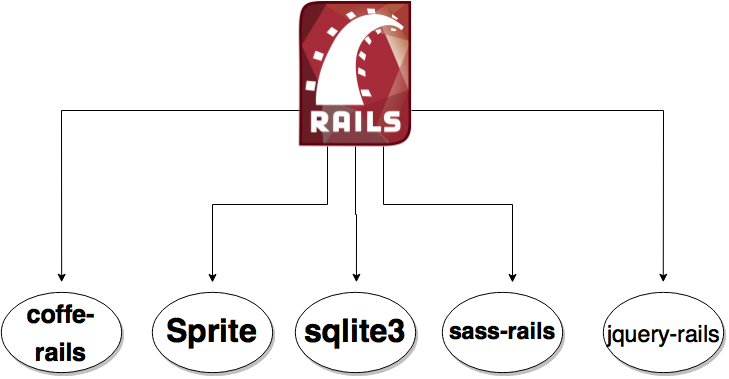 RAILS
coffe-
rails
Sprite
sqlite3
sass-rails
jquery-rails